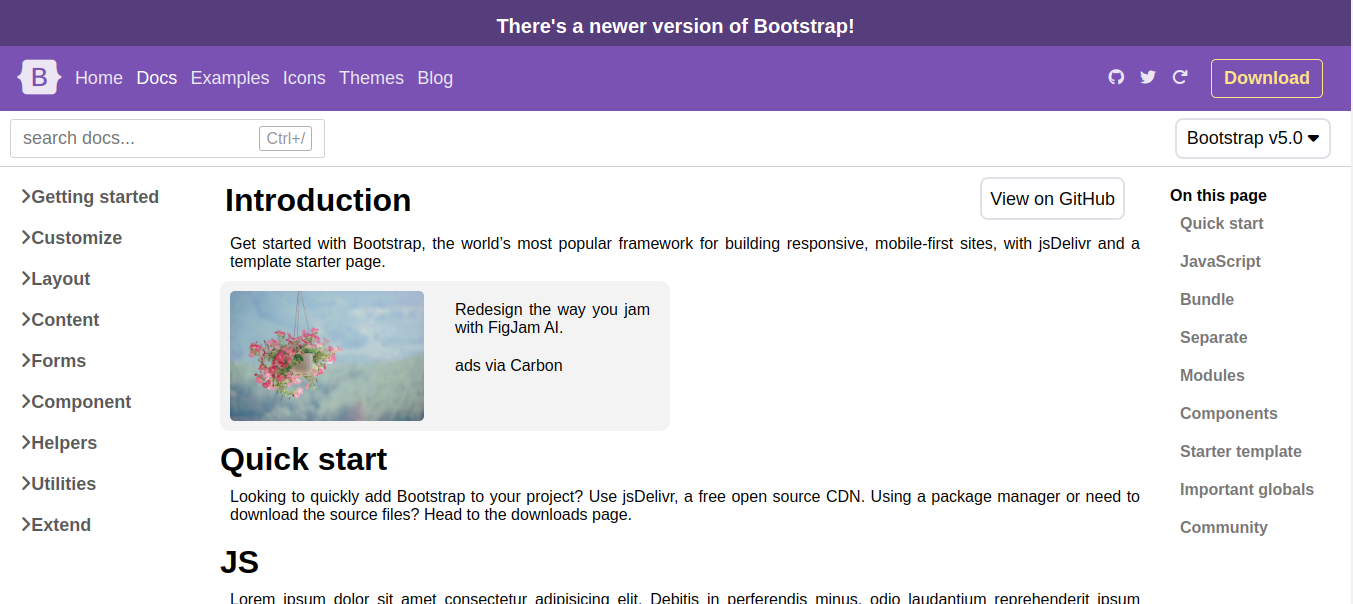 There's a newer version of Bootstrap!
B Home Docs Examples Icons Themes Blog Download
search docs... Ctrl+/ Bootstrap v5.0
Getting started
Customize
Layout
Content
Forms
Component
Helpers
Utilities
Extend
Introduction
View on GitHub
Get started with Bootstrap, the world’s most popular framework for building responsive, mobile-first sites, with jsDelivr and a
template starter page.
Redesign the way you jam
with FigJam AI.
ads via Carbon
Quick start
Looking to quickly add Bootstrap to your project? Use jsDelivr, a free open source CDN. Using a package manager or need to
download the source files? Head to the downloads page.
JS
Lorem ipsum dolor sit amet consectetur adipisicing elit. Debitis in perferendis minus, odio laudantium reprehenderit ipsum
On this page
Quick start
JavaScript
Bundle
Separate
Modules
Components
Starter template
Important globals
Community